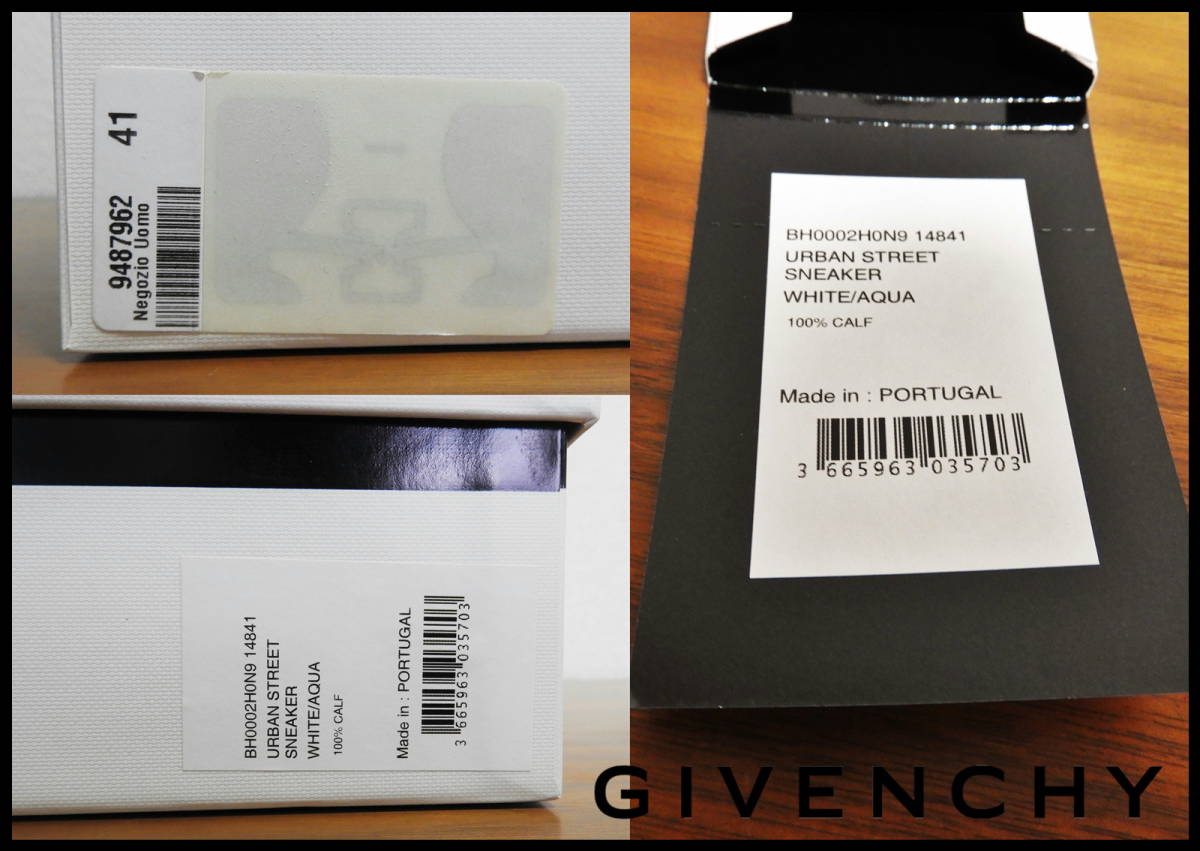 41
9487962
Negozio Uomo
BH0002H0N9 14841
URBAN STREET
SNEAKER
WHITE/AQUA
100% CALF
Made in : PORTUGAL
3 665963 035703
BH0002H0N9 14841
URBAN STREET
SNEAKER
WHITE/AQUA
100% CALF
Made in : PORTUGAL
3 665963 035703
GIVENCHY